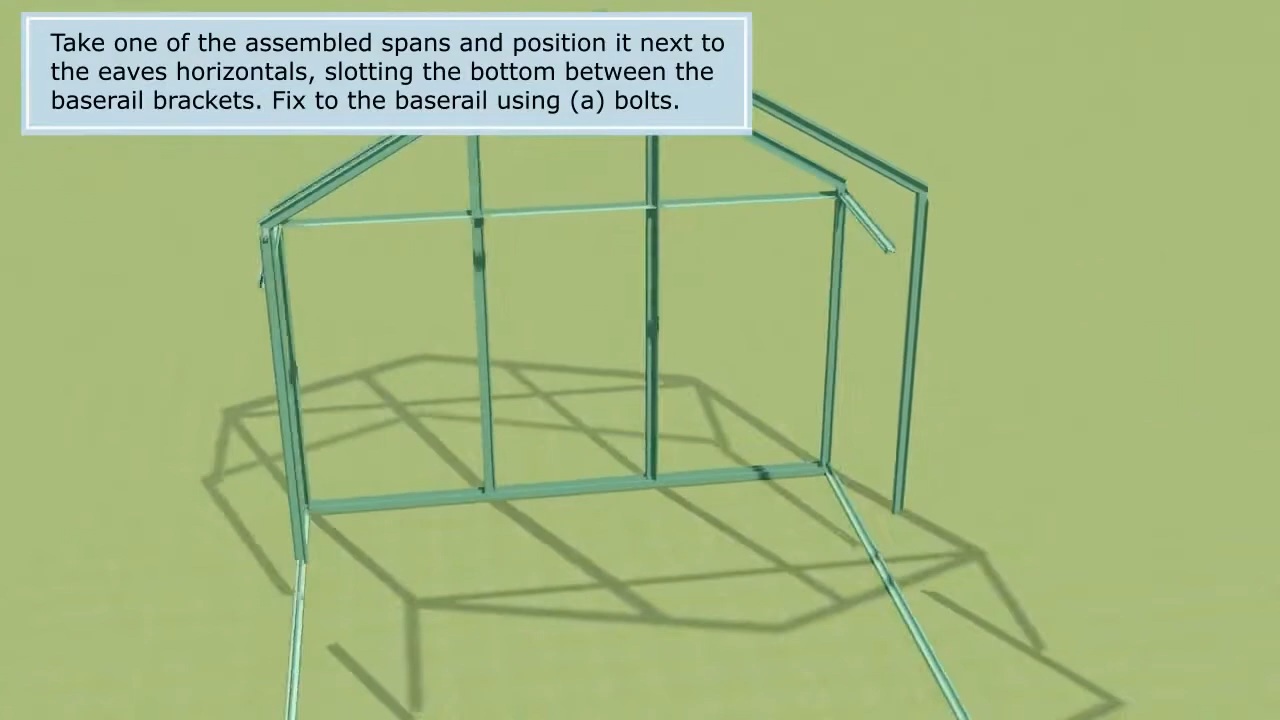 Take one of the assembled spans and position it next to
the eaves horizontals, slotting the bottom between the
baserail brackets. Fix to the baserail using (a) bolts.